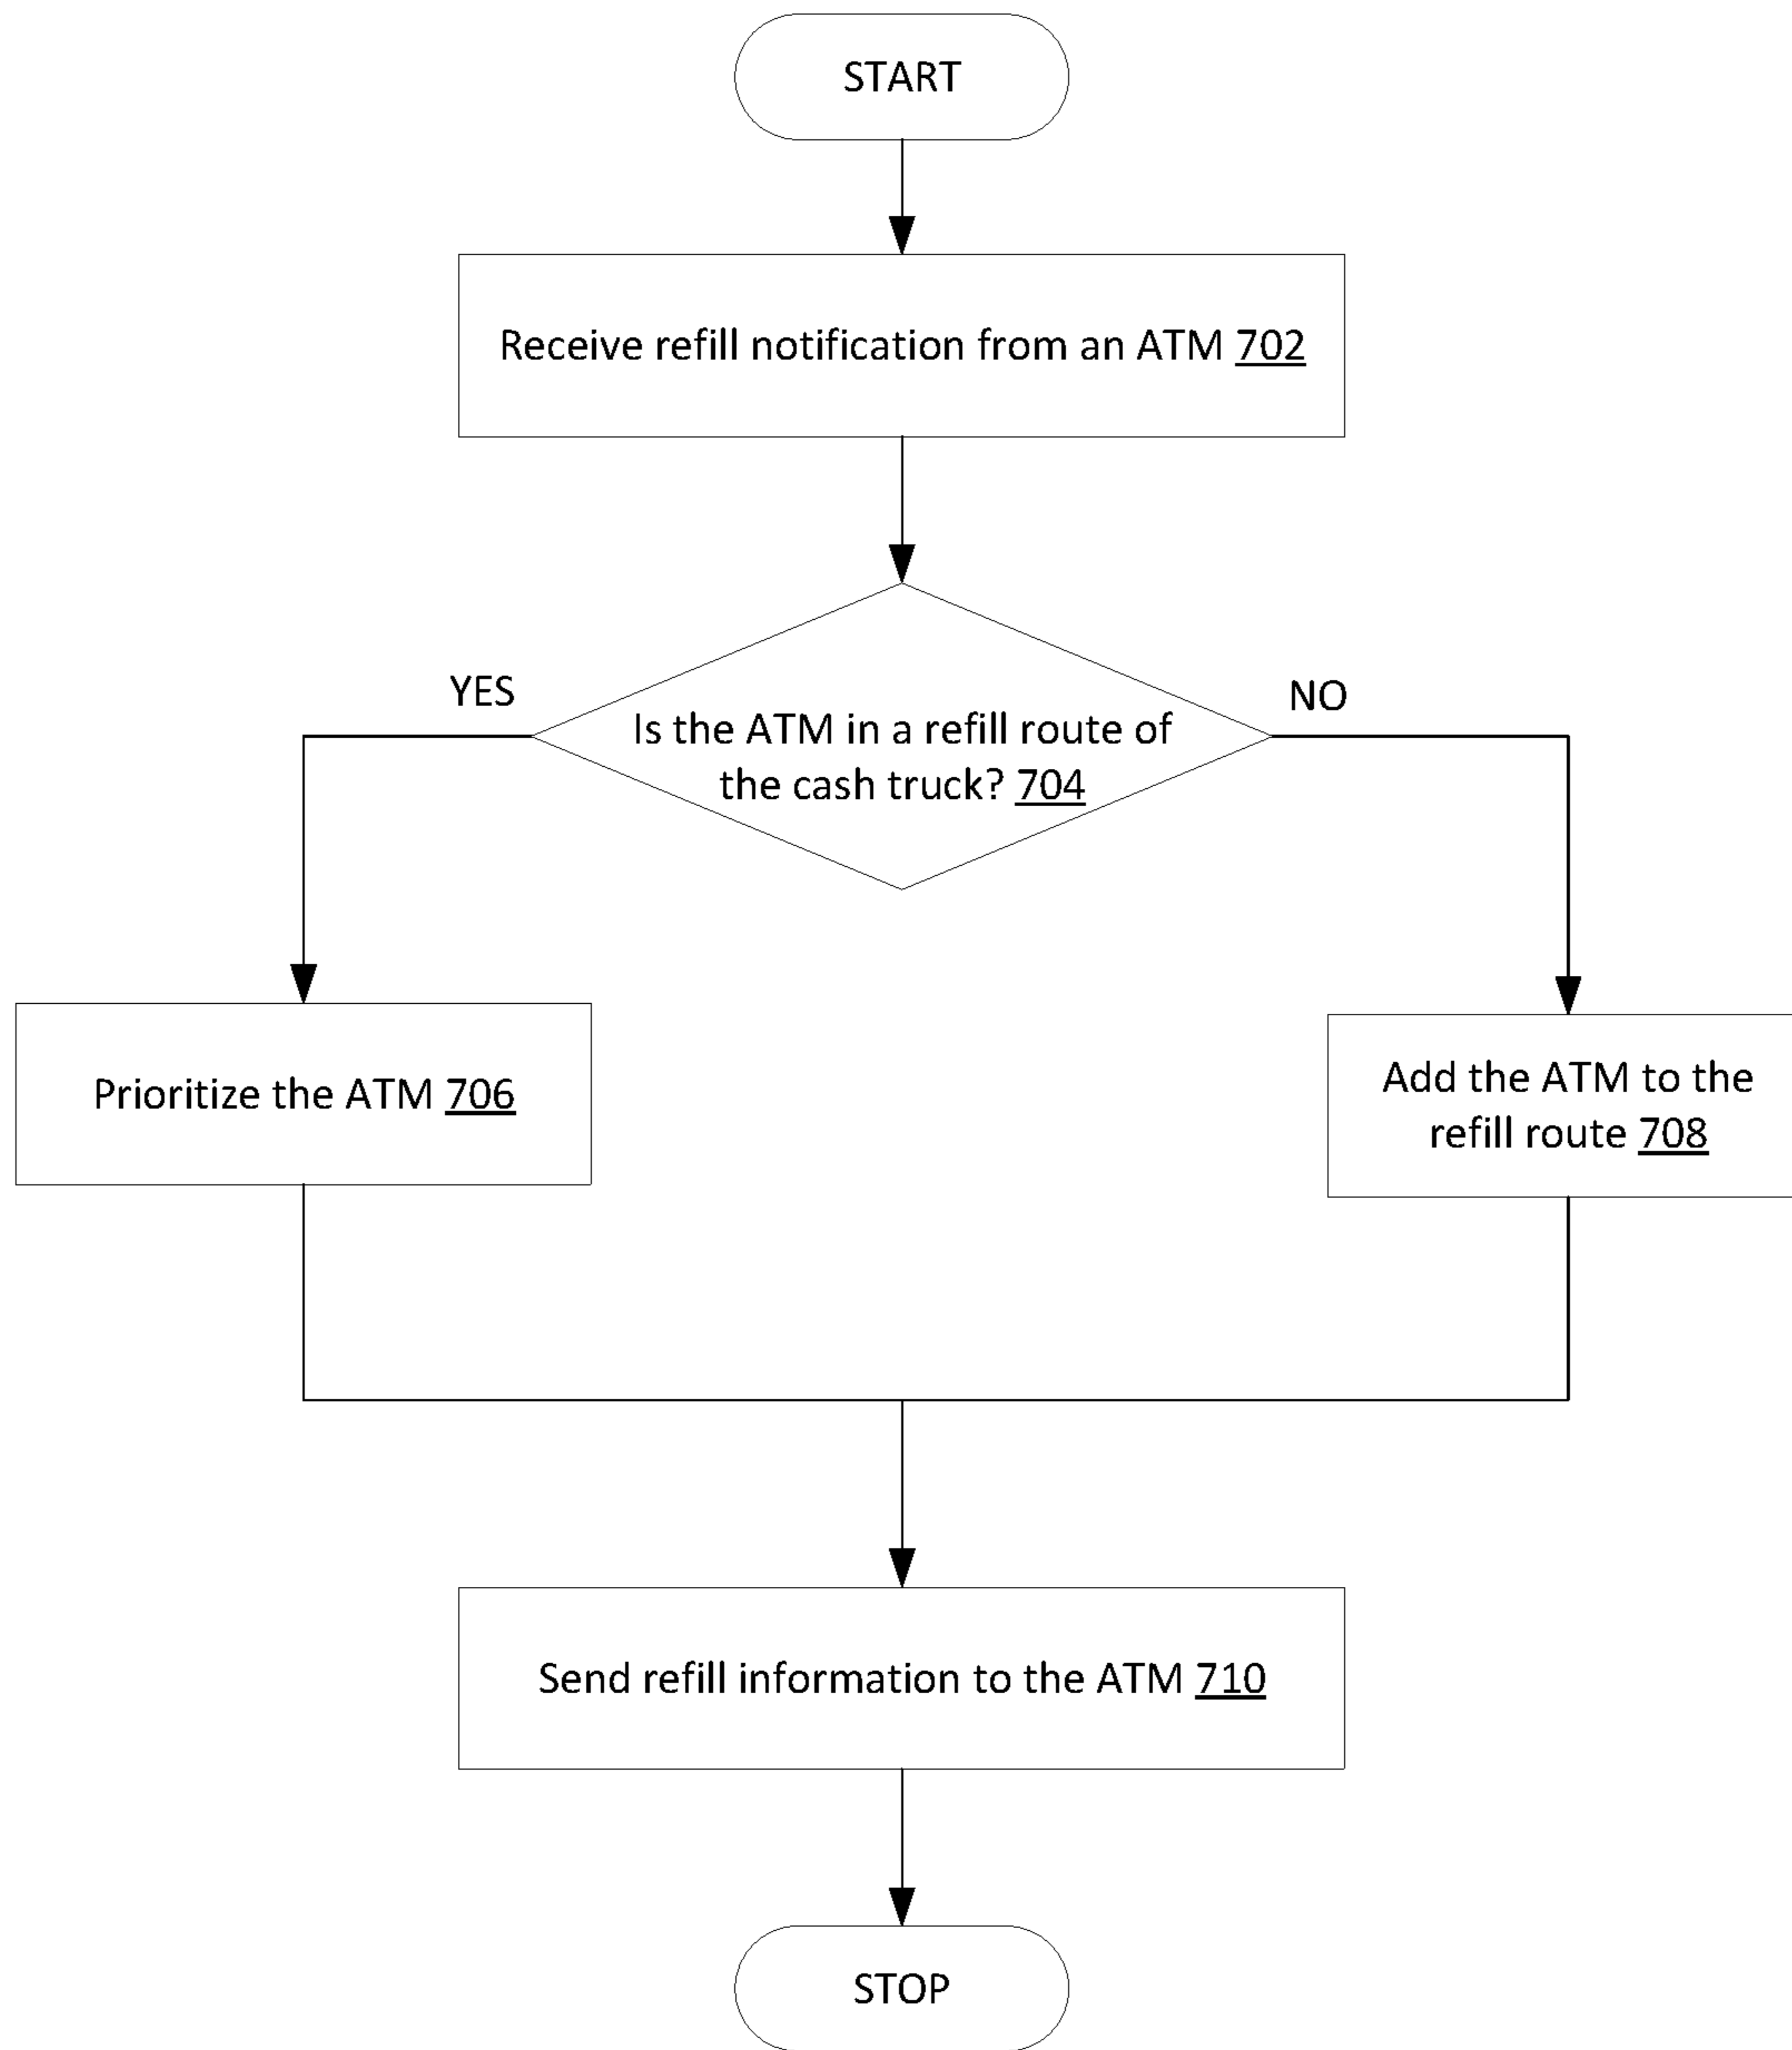 START
Receive refill notification from an ATM 702
YES
NO
Is the ATM in a refill route of
the cash truck? 704
Prioritize the ATM 706
Add the ATM to the
refill route 708
Send refill information to the ATM 710
STOP